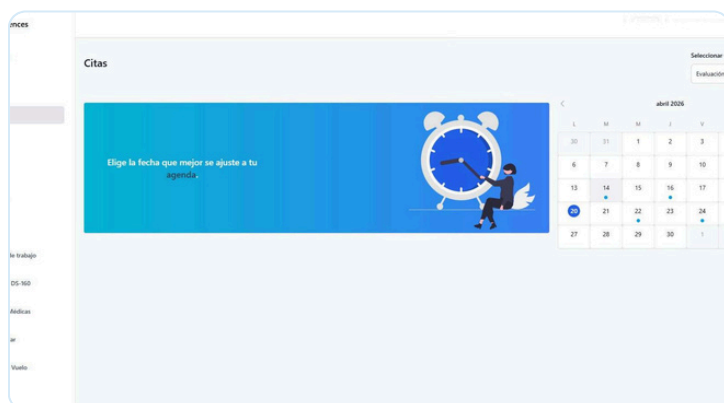 ences
Citas
Seleccionar
Evaluación
Elige la fecha que mejor se ajuste a tu
agenda.
abril 2026
L M M J V
30 31 1 2 3
6 7 8 9 10
13 14 15 16 17
20 21 22 23 24
27 28 29 30 1
de trabajo
DS-160
Médicas
ar
Vuelo